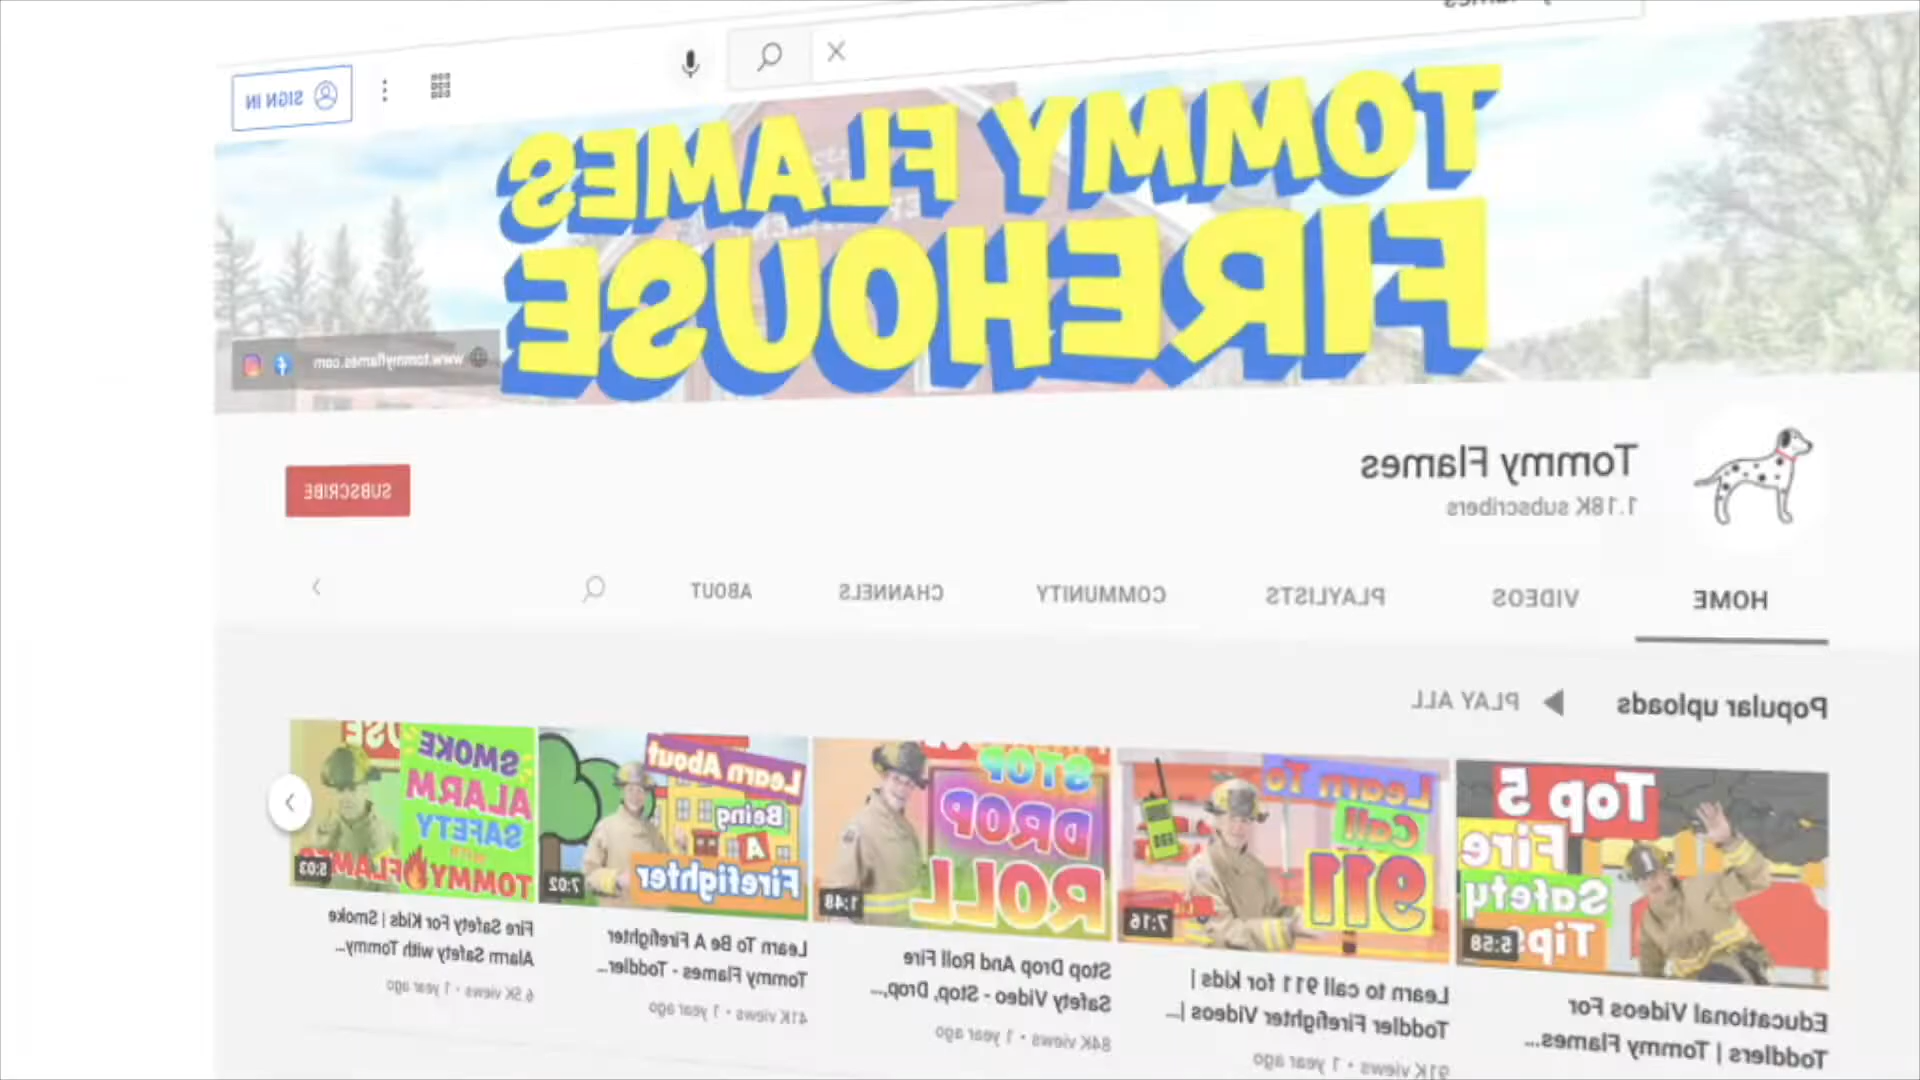 SIGN IN
TOMMY FLAMES
FIREHOUSE
www.tommyflames.com
Tommy Flames
1.18K subscribers
SUBSCRIBE
HOME VIDEOS PLAYLISTS COMMUNITY CHANNELS ABOUT
Popular uploads PLAY ALL
Top 5
Fire
Safety
Tips
5:58
Educational Videos For
Toddlers | Tommy Flames...
Learn To
Call
911
7:16
Learn to call 911 for kids |
Toddler Firefighter Videos |...
91K views • 1 year ago
STOP
DROP
ROLL
1:48
Stop Drop And Roll Fire
Safety Video - Stop, Drop,...
84K views • 1 year ago
Learn About
Being
A
Firefighter
7:02
Learn To Be A Firefighter
Tommy Flames - Toddler...
41K views • 1 year ago
SMOKE
ALARM
SAFETY
WITH
TOMMY FLAMES
5:03
Fire Safety For Kids | Smoke
Alarm Safety with Tommy...
6.5K views • 1 year ago